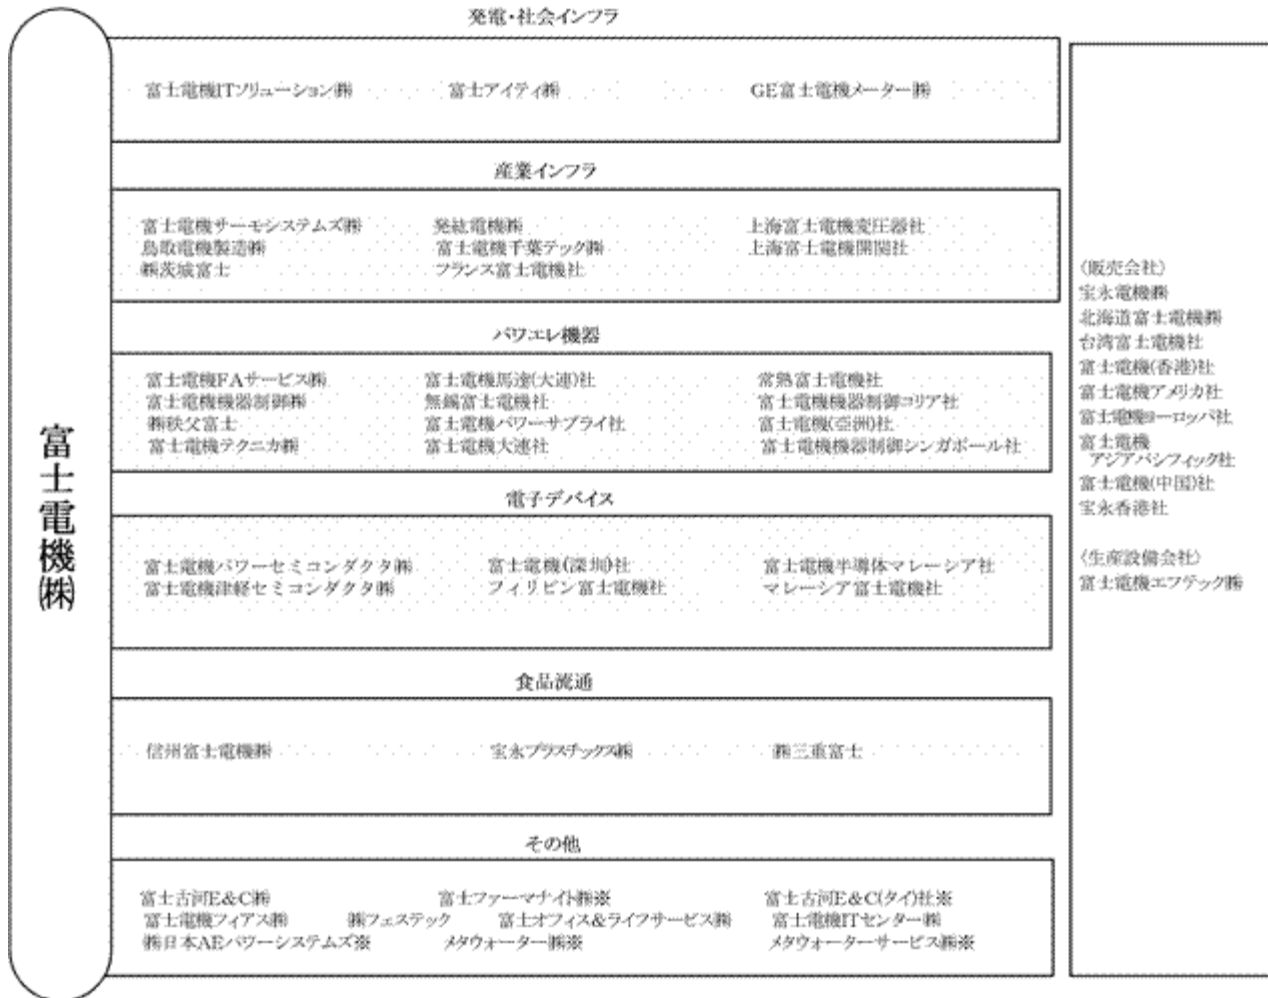 富士電機㈱
発電・社会インフラ
富士電機ITソリューション㈱ 富士アイティ㈱ GE富士電機メーター㈱
産業インフラ
富士電機サーモシステムズ㈱ 発紘電機㈱ 上海富士電機変圧器社
鳥取電機製造㈱ 富士電機千葉テック㈱ 上海富士電機開関社
㈱茨城富士 フランス富士電機社
パワエレ機器
富士電機FAサービス㈱ 富士電機馬達(大連)社 常熟富士電機社
富士電機機器制御㈱ 無錫富士電機社 富士電機機器制御コリア社
㈱秩父富士 富士電機パワーサプライ社 富士電機(亞洲)社
富士電機テクニカ㈱ 富士電機大連社 富士電機機器制御シンガポール社
電子デバイス
富士電機パワーセミコンダクタ㈱ 富士電機(深圳)社 富士電機半導体マレーシア社
富士電機津軽セミコンダクタ㈱ フィリピン富士電機社 マレーシア富士電機社
食品流通
信州富士電機㈱ 宝永プラスチックス㈱ ㈱三重富士
その他
富士古河E&C㈱ 富士ファーマナイト㈱※ 富士古河E&C(タイ)社※
富士電機フィアス㈱ ㈱フェステック 富士オフィス&ライフサービス㈱ 富士電機ITセンター㈱
㈱日本AEパワーシステムズ※ メタウォーター㈱※ メタウォーターサービス㈱※
〈販売会社〉
宝永電機㈱
北海道富士電機㈱
台湾富士電機社
富士電機(香港)社
富士電機アメリカ社
富士電機ヨーロッパ社
富士電機
アジアパシフィック社
富士電機(中国)社
宝永香港社
〈生産設備会社〉
富士電機エフテック㈱